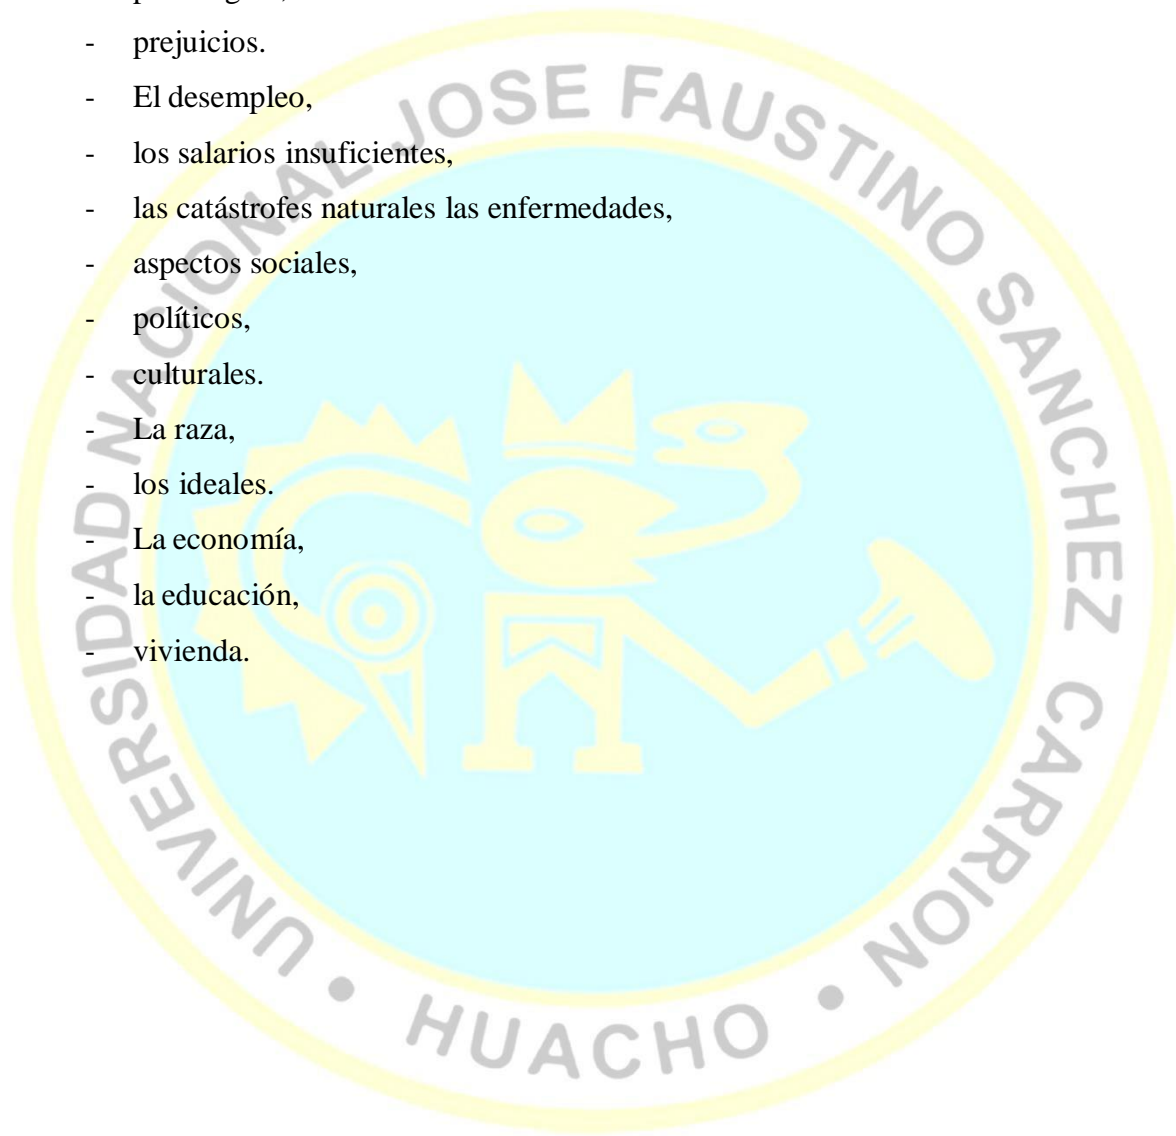 - prejuicios.
- El desempleo,
- los salarios insuficientes,
- las catástrofes naturales las enfermedades,
- aspectos sociales,
- políticos,
- culturales.
- La raza,
- los ideales.
- La economía,
- la educación,
- vivienda.
UNIVERSIDAD NACIONAL JOSE FAUSTINO SANCHEZ CARRION • HUACHO •